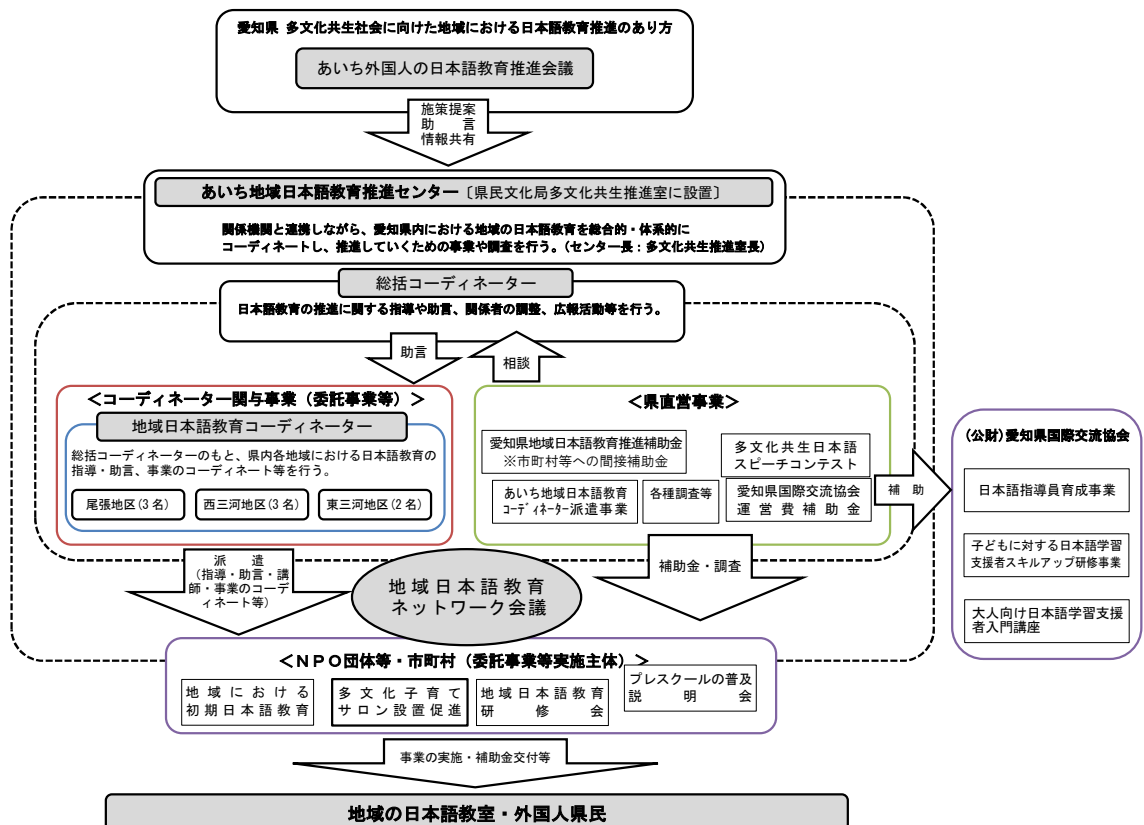 愛知県 多文化共生社会に向けた地域における日本語教育推進のあり方
あいち外国人の日本語教育推進会議
施策提案
助言
情報共有
あいち地域日本語教育推進センター〔県民文化局多文化共生推進室に設置〕
関係機関と連携しながら、愛知県内における地域の日本語教育を総合的・体系的に
コーディネートし、推進していくための事業や調査を行う。(センター長:多文化共生推進室長)
総括コーディネーター
日本語教育の推進に関する指導や助言、関係者の調整、広報活動等を行う。
助言
相談
<コーディネーター関与事業(委託事業等)>
地域日本語教育コーディネーター
総括コーディネーターのもと、県内各地域における日本語教育の
指導・助言、事業のコーディネート等を行う。
尾張地区(3名)
西三河地区(3名)
東三河地区(2名)
<県直営事業>
愛知県地域日本語教育推進補助金
※市町村等への間接補助金
多文化共生日本語
スピーチコンテスト
あいち地域日本語教育
コーディネーター派遣事業
各種調査等
愛知県国際交流協会
運営費補助金
補助
(公財)愛知県国際交流協会
日本語指導員育成事業
子どもに対する日本語学習
支援者スキルアップ研修事業
大人向け日本語学習支援
者入門講座
派遣
(指導・助言・講
師・事業のコーデ
ィネート等)
地域日本語教育
ネットワーク会議
補助金・調査
<NPO団体等・市町村(委託事業等実施主体)>
地域における
初期日本語教育
多文化子育て
サロン設置促進
地域日本語教育
研修会
プレスクールの普及
説明会
事業の実施・補助金交付等
地域の日本語教室・外国人県民